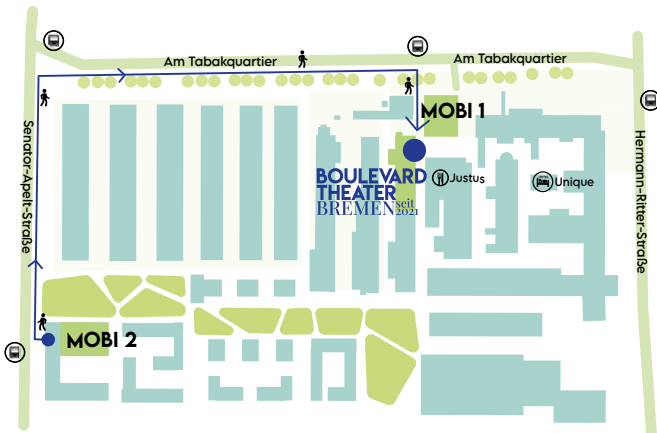 Am Tabakquartier
Am Tabakquartier
MOBI 1
Senator-Apelt-Straße
Hermann-Ritter-Straße
BOULEVARD
THEATER
BREMEN seit
2021
Justus
Unique
MOBI 2